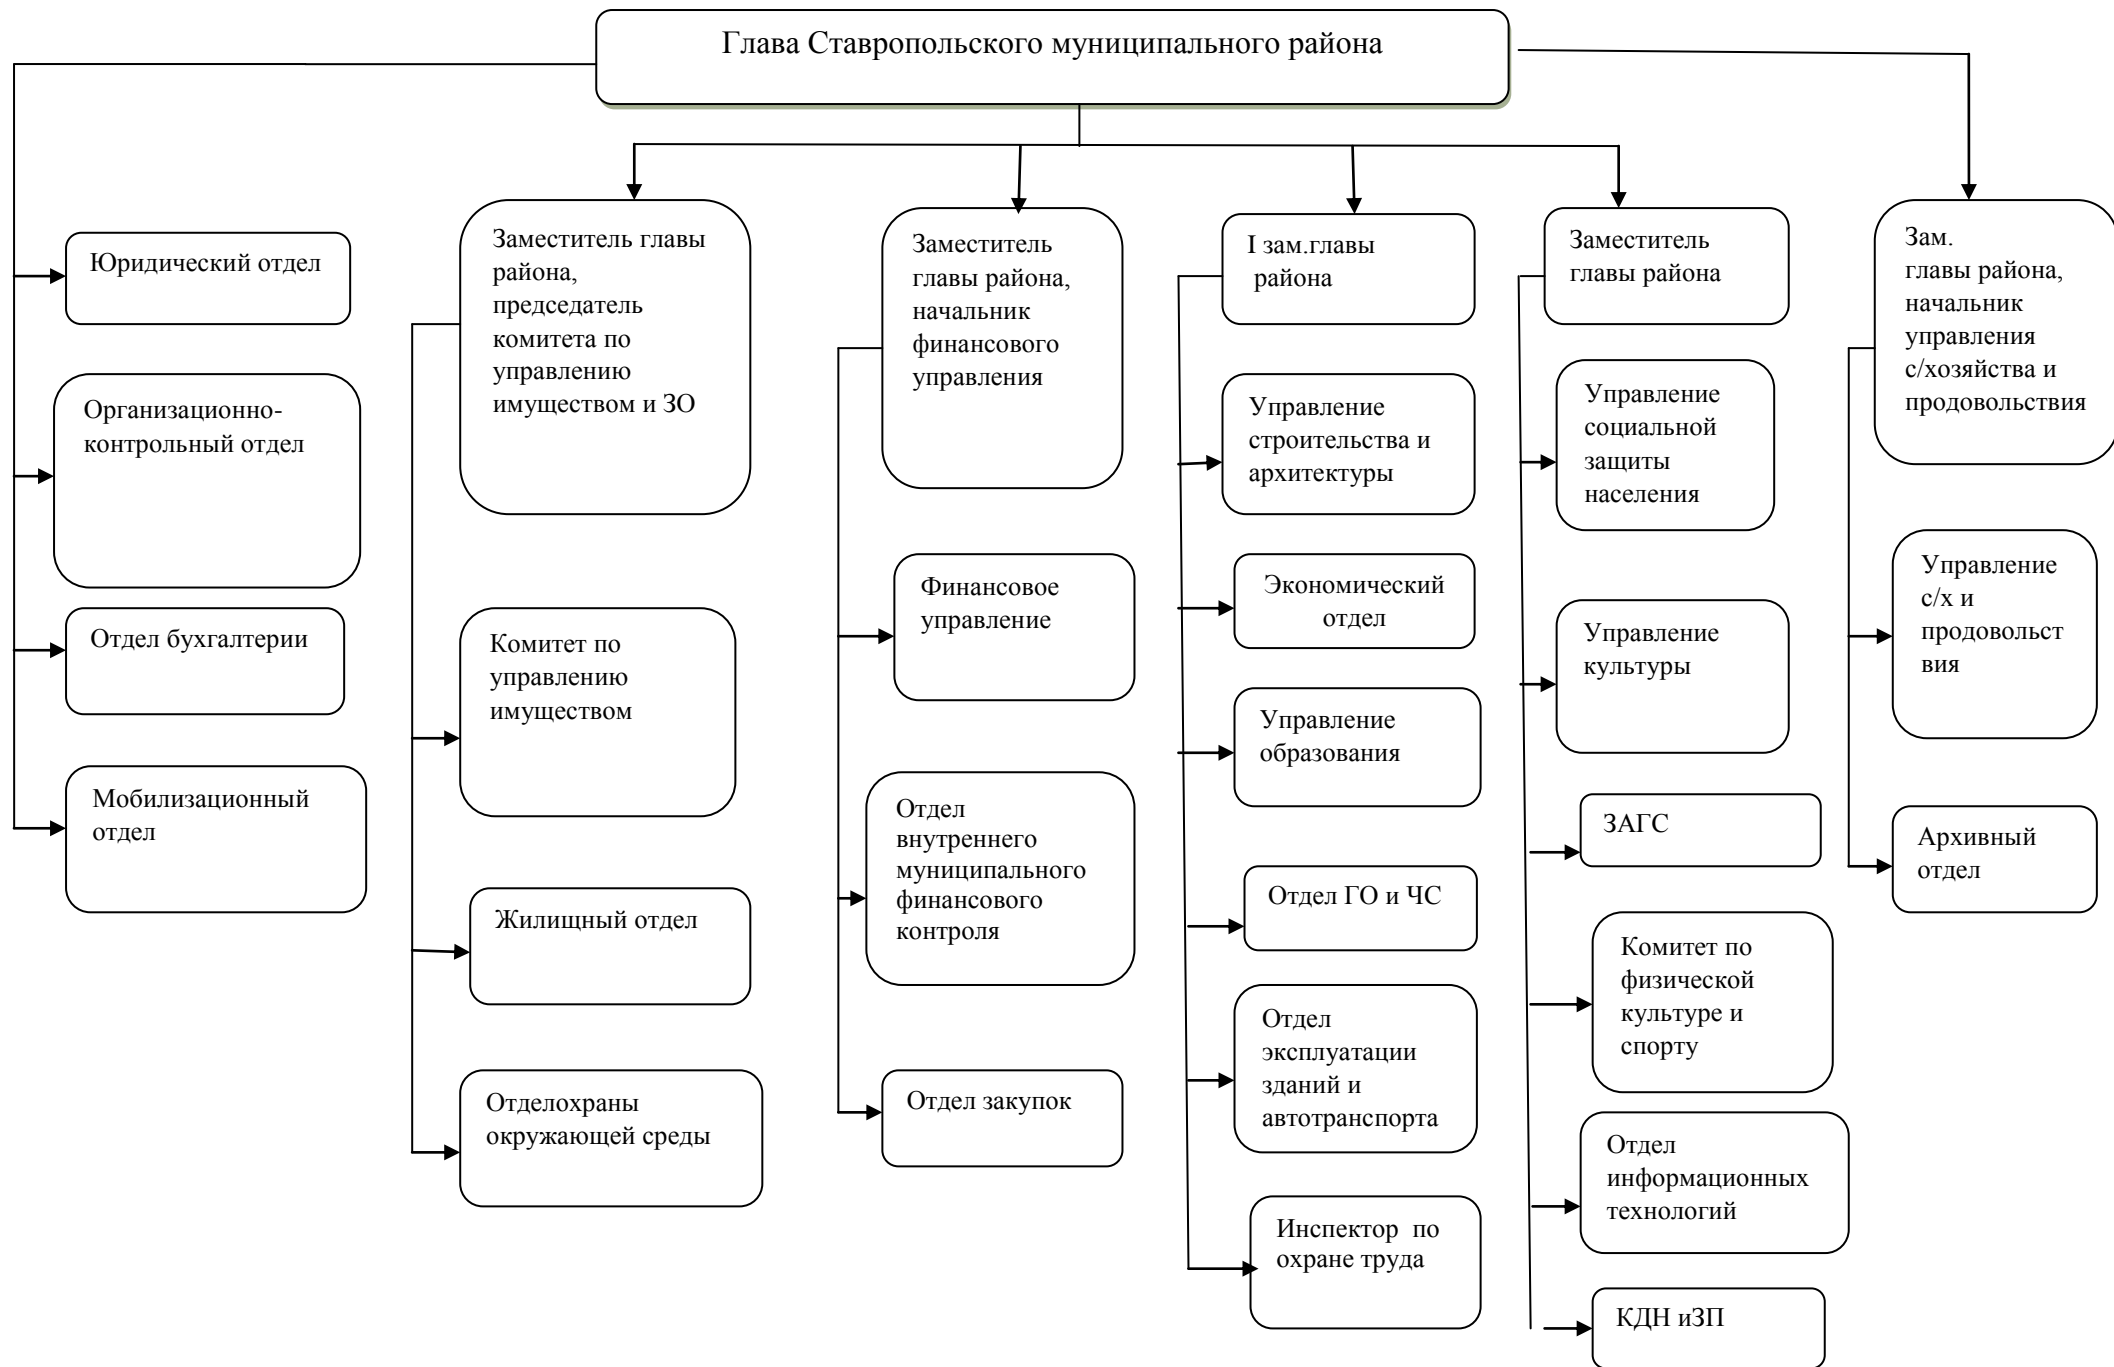 Глава Ставропольского муниципального района
Юридический отдел
Организационно-
контрольный отдел
Отдел бухгалтерии
Мобилизационный
отдел
Заместитель главы
района,
председатель
комитета по
управлению
имуществом и ЗО
Комитет по
управлению
имуществом
Жилищный отдел
Отделохраны
окружающей среды
Заместитель
главы района,
начальник
финансового
управления
Финансовое
управление
Отдел
внутреннего
муниципального
финансового
контроля
Отдел закупок
I зам.главы
района
Управление
строительства и
архитектуры
Экономический
отдел
Управление
образования
Отдел ГО и ЧС
Отдел
эксплуатации
зданий и
автотранспорта
Инспектор по
охране труда
Заместитель
главы района
Управление
социальной
защиты
населения
Управление
культуры
ЗАГС
Комитет по
физической
культуре и
спорту
Отдел
информационных
технологий
КДН иЗП
Зам.
главы района,
начальник
управления
с/хозяйства и
продовольствия
Управление
с/х и
продовольст
вия
Архивный
отдел